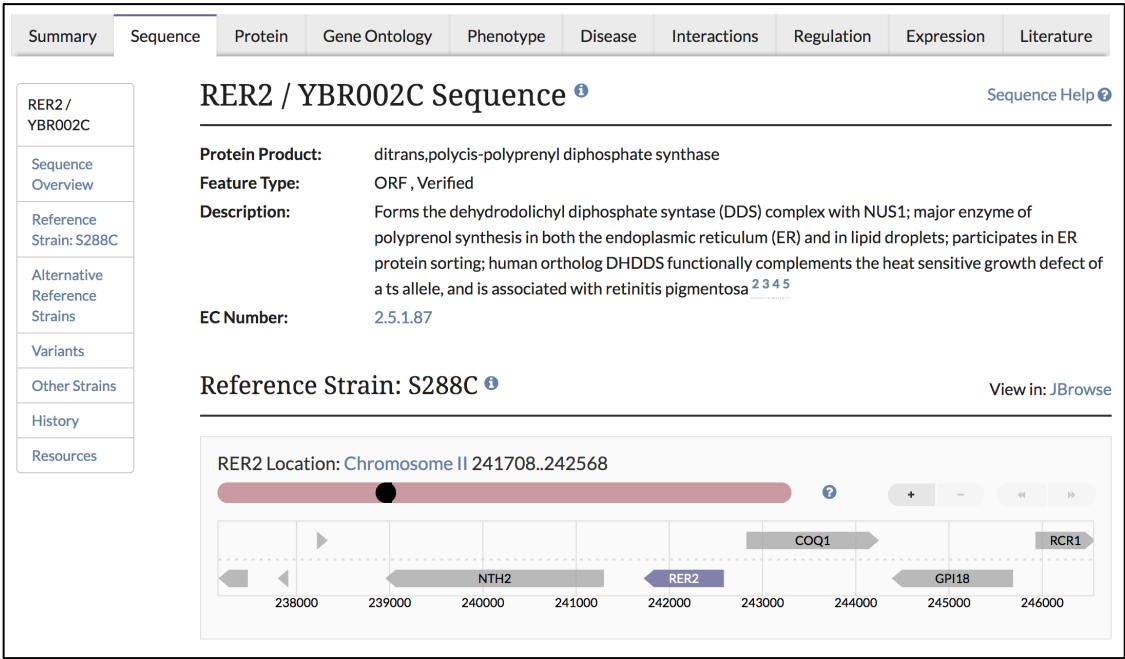 Summary Sequence Protein Gene Ontology Phenotype Disease Interactions Regulation Expression Literature
RER2 /
YBR002C
Sequence
Overview
Reference
Strain: S288C
Alternative
Reference
Strains
Variants
Other Strains
History
Resources
RER2 / YBR002C Sequence
Sequence Help
Protein Product: ditrans,polycis-polyprenyl diphosphate synthase
Feature Type: ORF , Verified
Description: Forms the dehydrodolichyl diphosphate syntase (DDS) complex with NUS1; major enzyme of
polyprenol synthesis in both the endoplasmic reticulum (ER) and in lipid droplets; participates in ER
protein sorting; human ortholog DHDDS functionally complements the heat sensitive growth defect of
a ts allele, and is associated with retinitis pigmentosa 2 3 4 5
EC Number: 2.5.1.87
Reference Strain: S288C
View in: JBrowse
RER2 Location: Chromosome II 241708..242568
COQ1 RCR1
NTH2 RER2 GPI18
238000 239000 240000 241000 242000 243000 244000 245000 246000